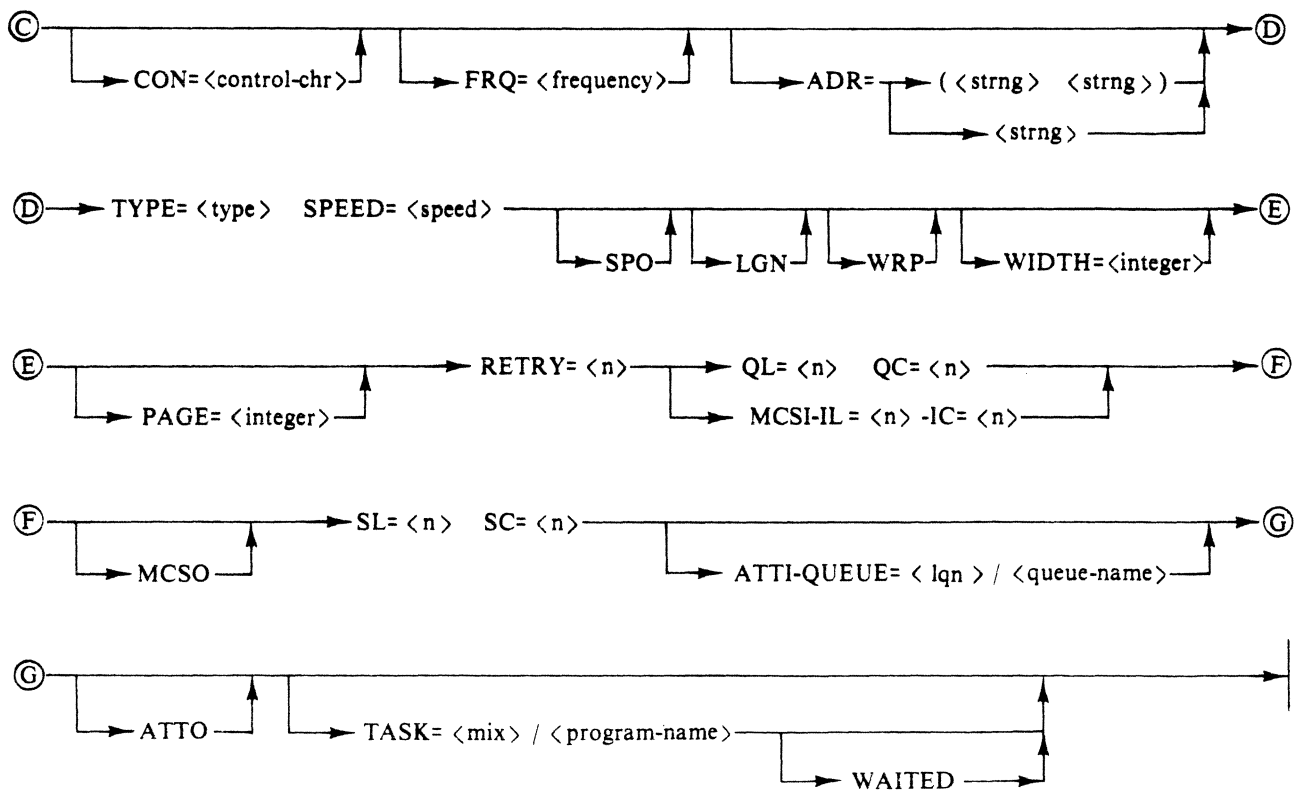 Ⓒ Ⓓ
CON= <control-chr> FRQ= <frequency> ADR= ( <strng> <strng> )
<strng>
Ⓓ TYPE= <type> SPEED= <speed> Ⓔ
SPO LGN WRP WIDTH= <integer>
Ⓔ RETRY= <n> QL= <n> QC= <n> Ⓕ
PAGE= <integer> MCSI-IL = <n> -IC= <n>
Ⓕ SL= <n> SC= <n> Ⓖ
MCSO ATTI-QUEUE= < lqn > / <queue-name>
Ⓖ
ATTO TASK= <mix> / <program-name>
WAITED